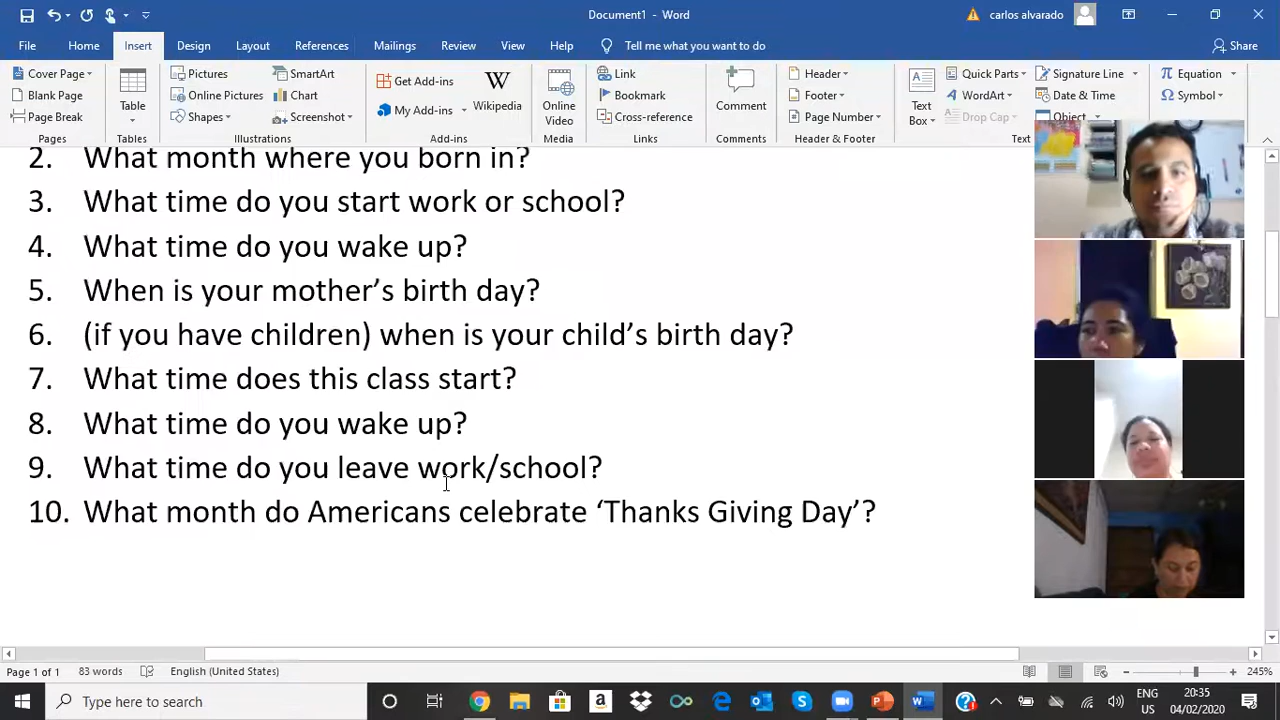 Document1 - Word
carlos alvarado
File Home Insert Design Layout References Mailings Review View Help Tell me what you want to do Share
Cover Page
Blank Page
Page Break
Pages
Table
Tables
Pictures
Online Pictures
Shapes
SmartArt
Chart
Screenshot
Illustrations
Get Add-ins
My Add-ins
Wikipedia
Add-ins
Online
Video
Media
Link
Bookmark
Cross-reference
Links
Comment
Comments
Header
Footer
Page Number
Header & Footer
Text
Box
Quick Parts
WordArt
Drop Cap
Signature Line
Date & Time
Object
Text
Equation
Symbol
2. What month where you born in?
3. What time do you start work or school?
4. What time do you wake up?
5. When is your mother’s birth day?
6. (if you have children) when is your child’s birth day?
7. What time does this class start?
8. What time do you wake up?
9. What time do you leave work/school?
10. What month do Americans celebrate ‘Thanks Giving Day’?
Page 1 of 1 83 words English (United States) 245%
Type here to search
ENG
US
20:35
04/02/2020